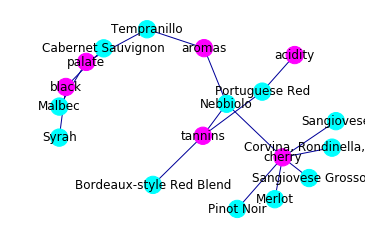 Tempranillo
Cabernet Sauvignon
aromas
palate
acidity
black
Portuguese Red
Malbec
Nebbiolo
Sangiovese
Syrah
tannins
Corvina, Rondinella,
cherry
Bordeaux-style Red Blend
Sangiovese Grosso
Merlot
Pinot Noir